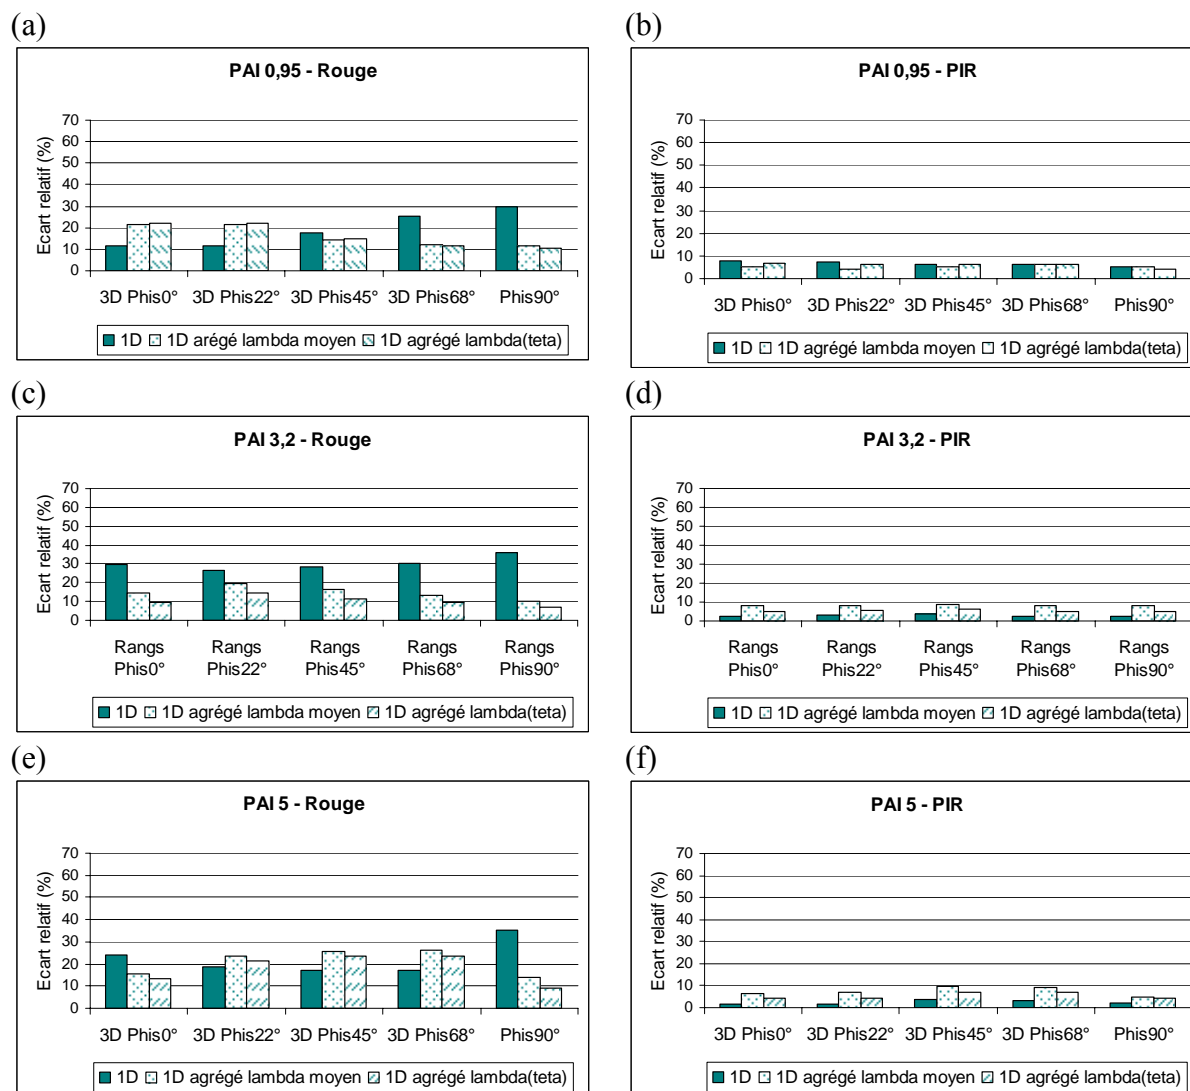 (a)
PAI 0,95 - Rouge
Ecart relatif (%)
70
60
50
40
30
20
10
0
3D Phis0° 3D Phis22° 3D Phis45° 3D Phis68° Phis90°
1D 1D arégé lambda moyen 1D agrégé lambda(teta)
(b)
PAI 0,95 - PIR
Ecart relatif (%)
70
60
50
40
30
20
10
0
3D Phis0° 3D Phis22° 3D Phis45° 3D Phis68° Phis90°
1D 1D agrégé lambda moyen 1D agrégé lambda(teta)
(c)
PAI 3,2 - Rouge
Ecart relatif (%)
70
60
50
40
30
20
10
0
Rangs Rangs Rangs Rangs Rangs
Phis0° Phis22° Phis45° Phis68° Phis90°
1D 1D agrégé lambda moyen 1D agrégé lambda(teta)
(d)
PAI 3,2 - PIR
Ecart relatif (%)
70
60
50
40
30
20
10
0
Rangs Rangs Rangs Rangs Rangs
Phis0° Phis22° Phis45° Phis68° Phis90°
1D 1D agrégé lambda moyen 1D agrégé lambda(teta)
(e)
PAI 5 - Rouge
Ecart relatif (%)
70
60
50
40
30
20
10
0
3D Phis0° 3D Phis22° 3D Phis45° 3D Phis68° Phis90°
1D 1D agrégé lambda moyen 1D agrégé lambda(teta)
(f)
PAI 5 - PIR
Ecart relatif (%)
70
60
50
40
30
20
10
0
3D Phis0° 3D Phis22° 3D Phis45° 3D Phis68° Phis90°
1D 1D agrégé lambda moyen 1D agrégé lambda(teta)